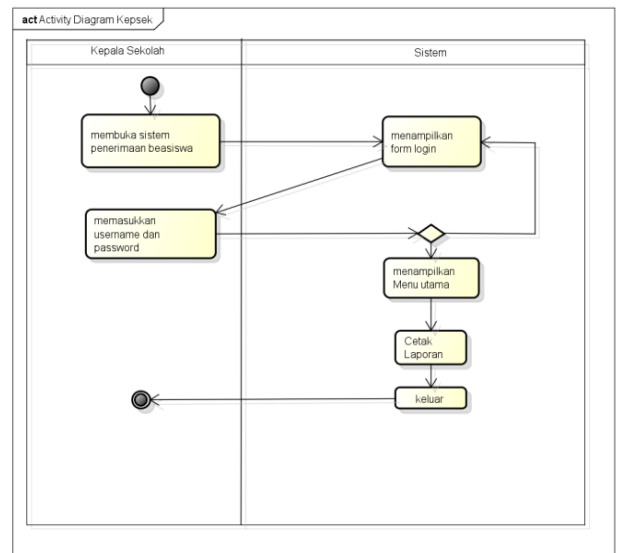 act Activity Diagram Kepsek
Kepala Sekolah
Sistem
membuka sistem
penerimaan beasiswa
menampilkan
form login
memasukkan
username dan
password
menampilkan
Menu utama
Cetak
Laporan
keluar